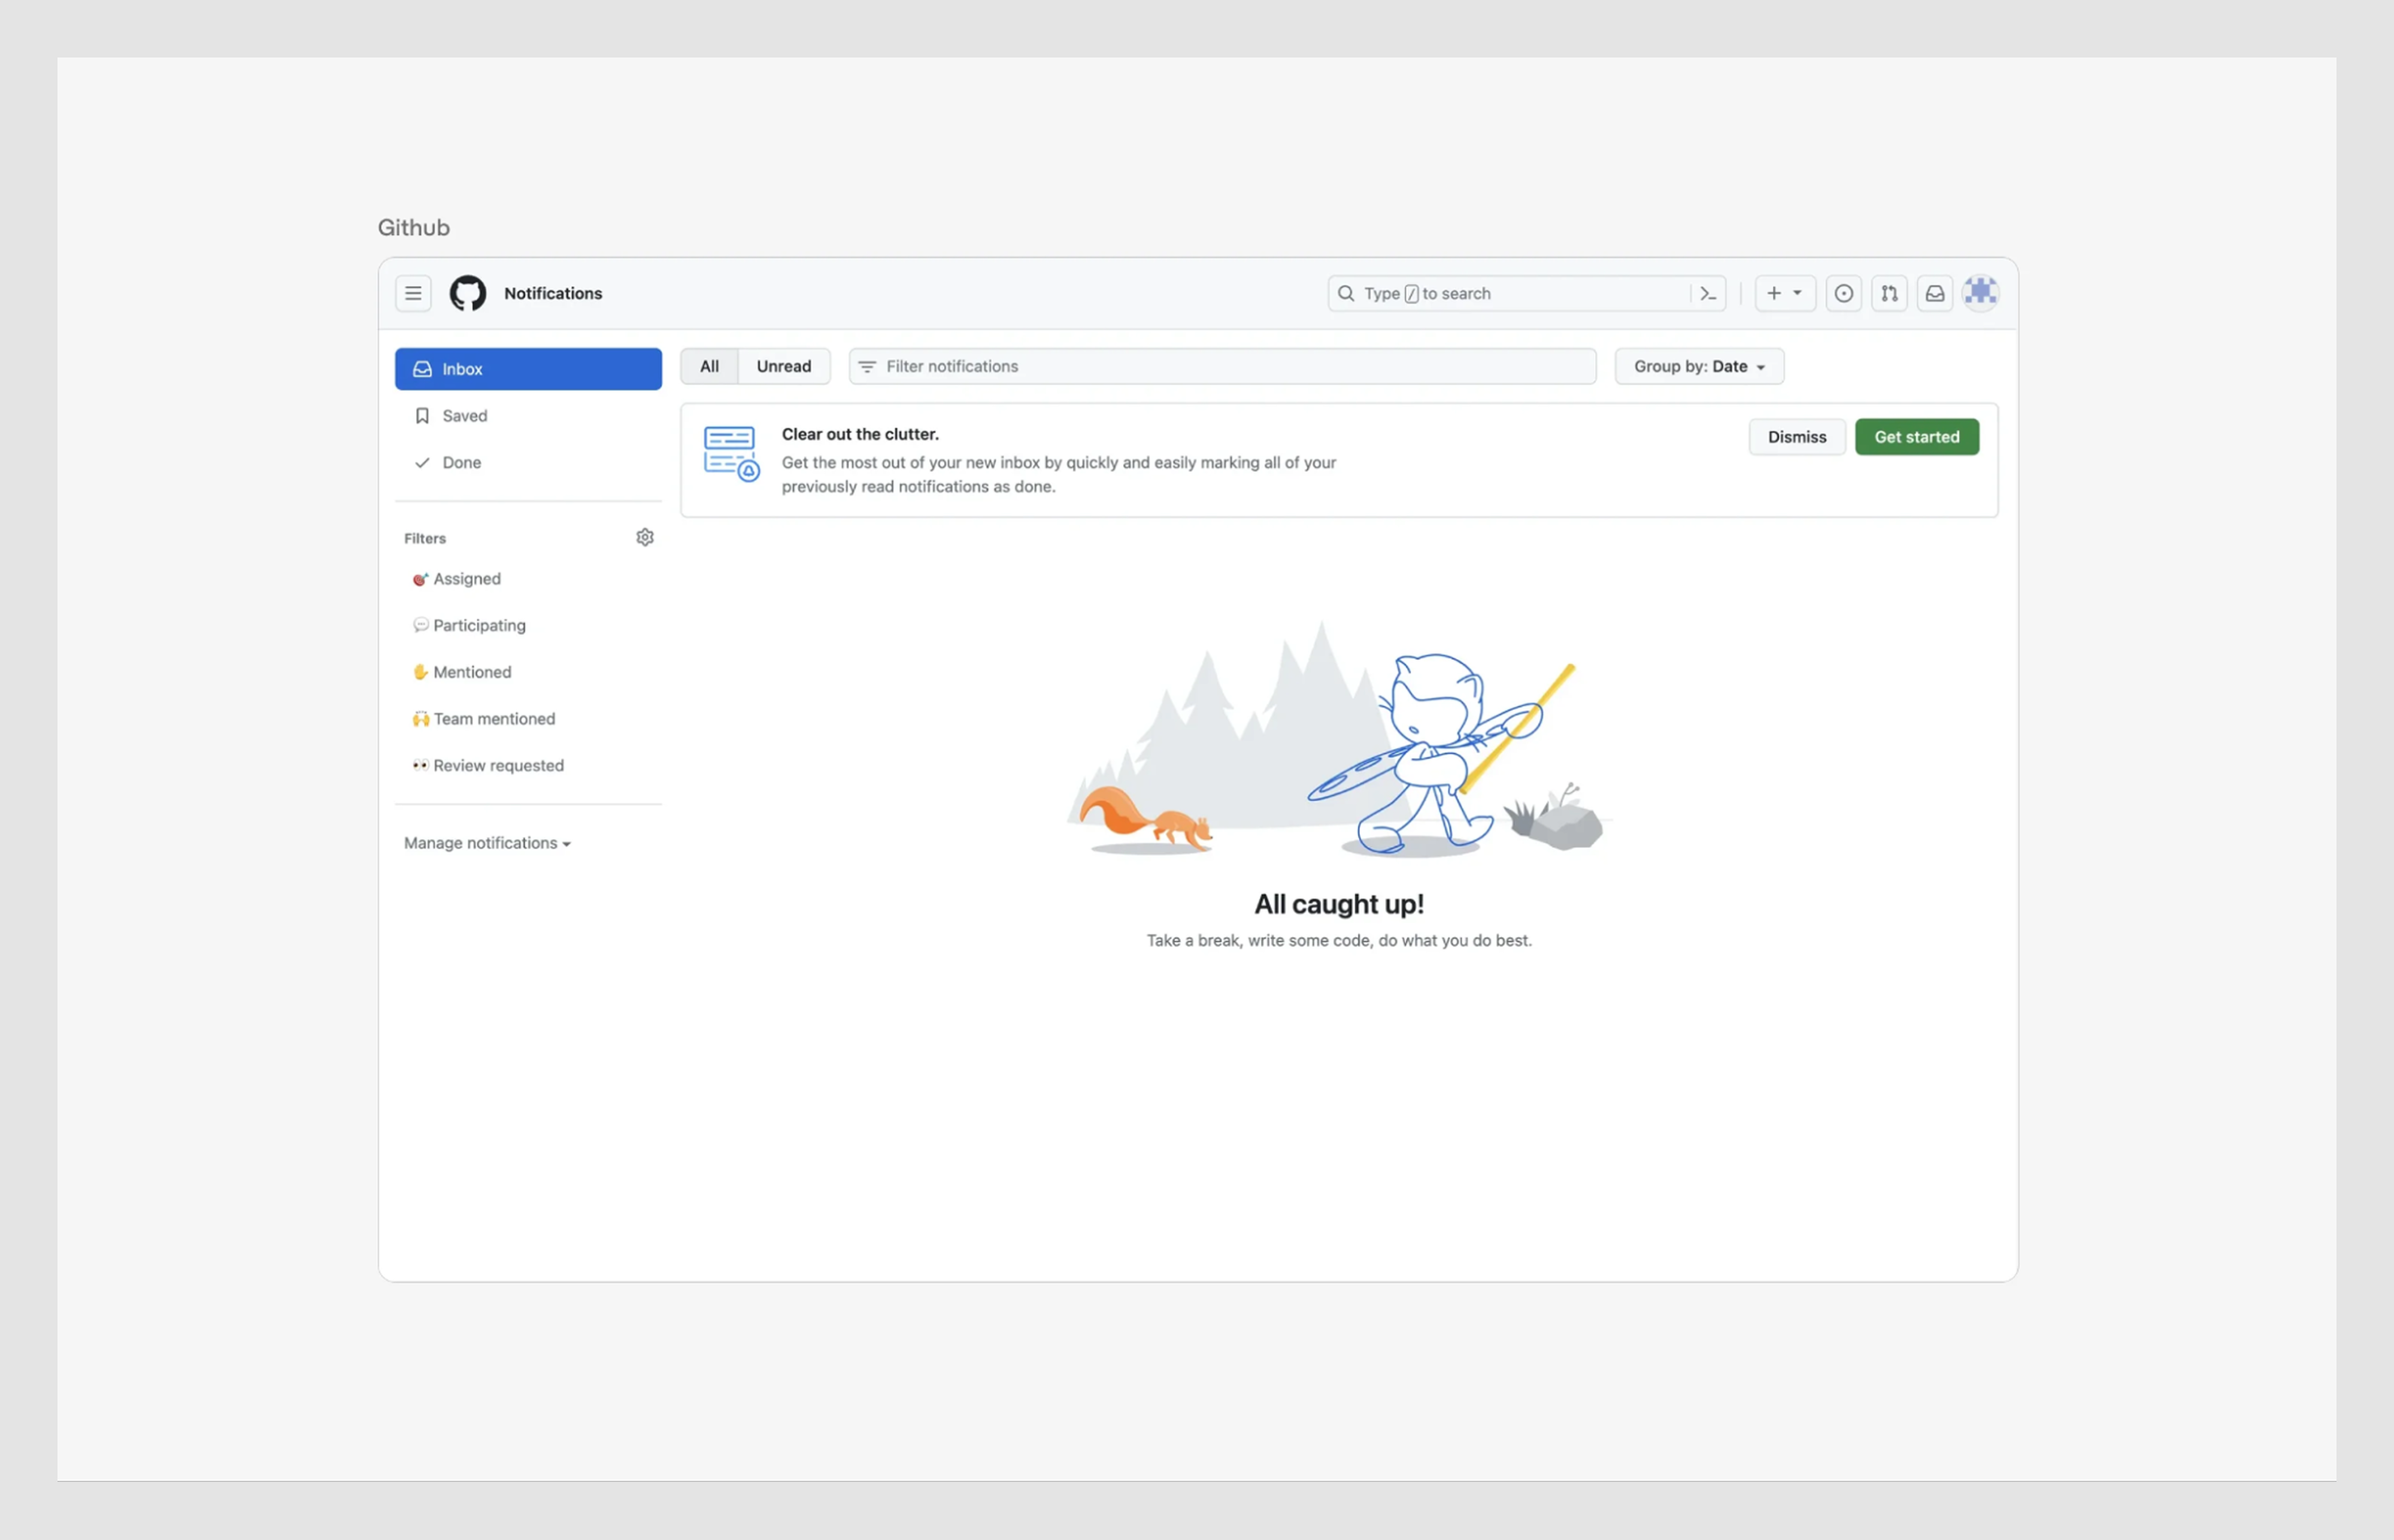 Github
Notifications
Type / to search
Inbox
Saved
Done
Filters
Assigned
Participating
Mentioned
Team mentioned
Review requested
Manage notifications
All
Unread
Filter notifications
Group by: Date
Clear out the clutter.
Get the most out of your new inbox by quickly and easily marking all of your
previously read notifications as done.
Dismiss
Get started
All caught up!
Take a break, write some code, do what you do best.